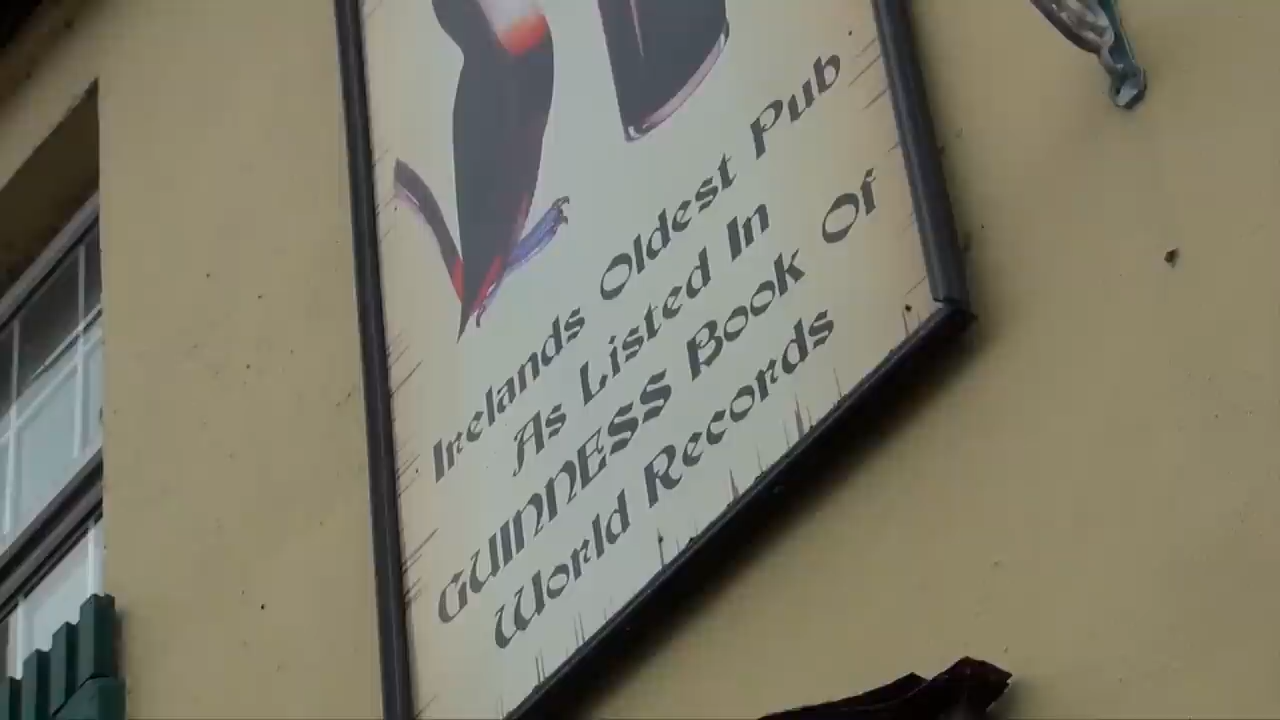 Irelands Oldest Pub
As Listed In
GUINNESS Book Of
World Records